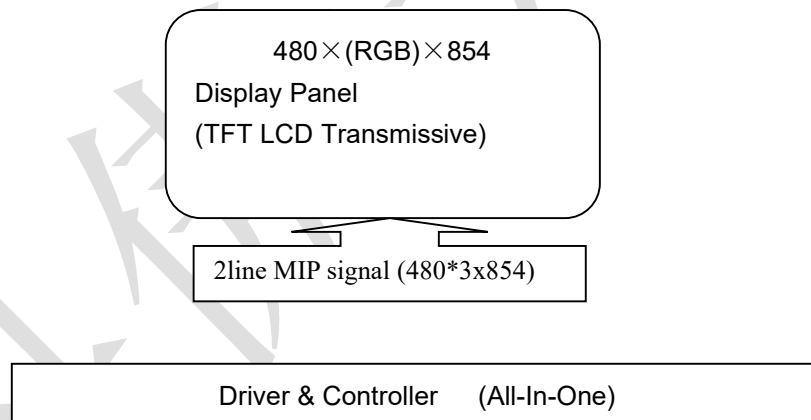 480×(RGB)×854
Display Panel
(TFT LCD Transmissive)
2line MIP signal (480*3x854)
Driver & Controller (All-In-One)